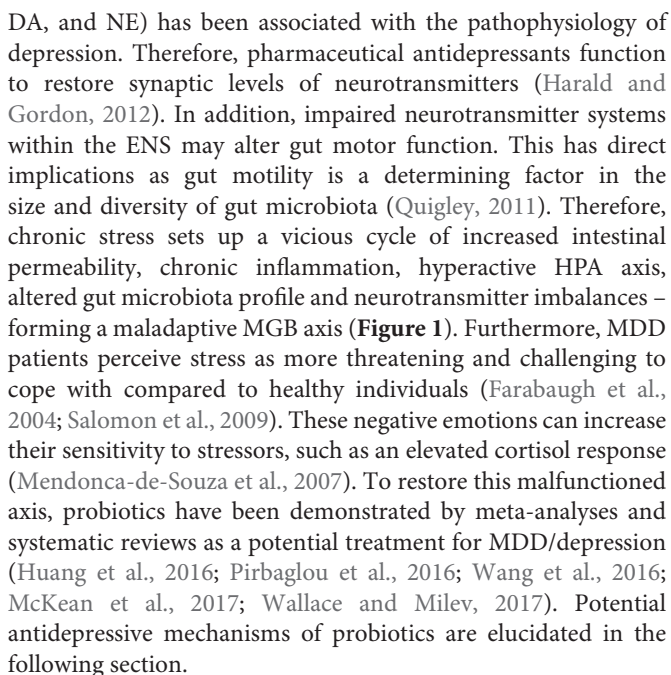 DA, and NE) has been associated with the pathophysiology of
depression. Therefore, pharmaceutical antidepressants function
to restore synaptic levels of neurotransmitters (Harald and
Gordon, 2012). In addition, impaired neurotransmitter systems
within the ENS may alter gut motor function. This has direct
implications as gut motility is a determining factor in the
size and diversity of gut microbiota (Quigley, 2011). Therefore,
chronic stress sets up a vicious cycle of increased intestinal
permeability, chronic inflammation, hyperactive HPA axis,
altered gut microbiota profile and neurotransmitter imbalances –
forming a maladaptive MGB axis (Figure 1). Furthermore, MDD
patients perceive stress as more threatening and challenging to
cope with compared to healthy individuals (Farabaugh et al.,
2004; Salomon et al., 2009). These negative emotions can increase
their sensitivity to stressors, such as an elevated cortisol response
(Mendonca-de-Souza et al., 2007). To restore this malfunctioned
axis, probiotics have been demonstrated by meta-analyses and
systematic reviews as a potential treatment for MDD/depression
(Huang et al., 2016; Pirbaglou et al., 2016; Wang et al., 2016;
McKean et al., 2017; Wallace and Milev, 2017). Potential
antidepressive mechanisms of probiotics are elucidated in the
following section.